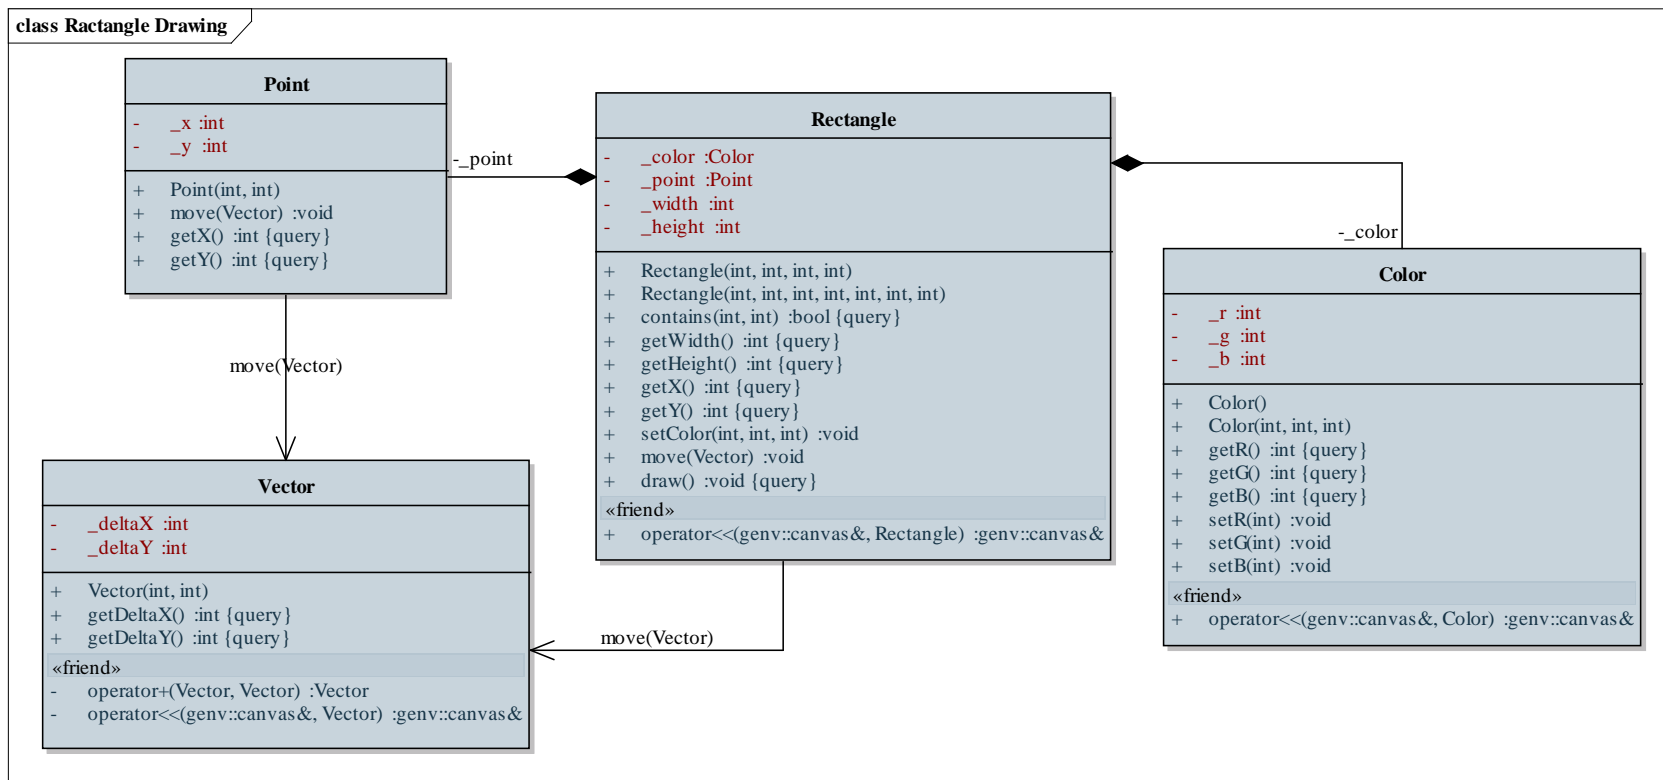 class Ractangle Drawing
Point
- _x :int
- _y :int
+ Point(int, int)
+ move(Vector) :void
+ getX() :int {query}
+ getY() :int {query}
-_point
Rectangle
- _color :Color
- _point :Point
- _width :int
- _height :int
+ Rectangle(int, int, int, int)
+ Rectangle(int, int, int, int, int, int, int)
+ contains(int, int) :bool {query}
+ getWidth() :int {query}
+ getHeight() :int {query}
+ getX() :int {query}
+ getY() :int {query}
+ setColor(int, int, int) :void
+ move(Vector) :void
+ draw() :void {query}
«friend»
+ operator<<(genv::canvas&, Rectangle) :genv::canvas&
-_color
Color
- _r :int
- _g :int
- _b :int
+ Color()
+ Color(int, int, int)
+ getR() :int {query}
+ getG() :int {query}
+ getB() :int {query}
+ setR(int) :void
+ setG(int) :void
+ setB(int) :void
«friend»
+ operator<<(genv::canvas&, Color) :genv::canvas&
move(Vector)
Vector
- _deltaX :int
- _deltaY :int
+ Vector(int, int)
+ getDeltaX() :int {query}
+ getDeltaY() :int {query}
«friend»
- operator+(Vector, Vector) :Vector
- operator<<(genv::canvas&, Vector) :genv::canvas&
move(Vector)